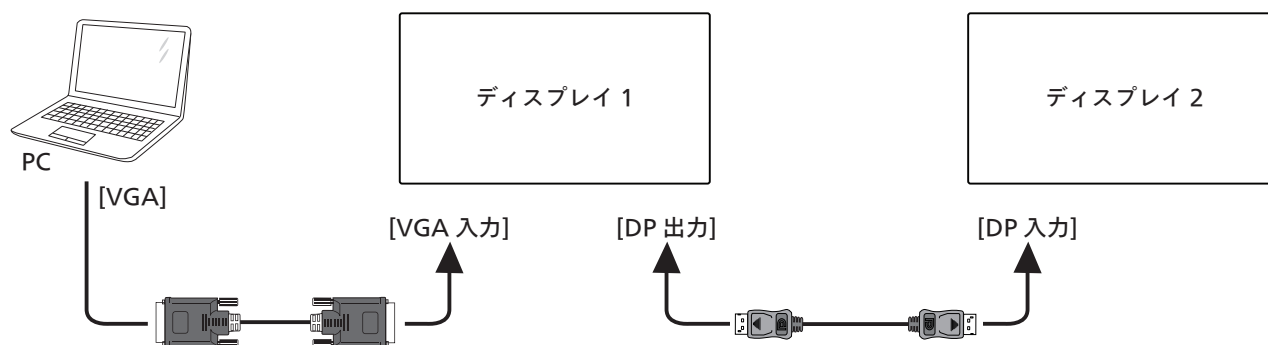 ディスプレイ 1
ディスプレイ 2
PC
[VGA]
[VGA 入力]
[DP 出力]
[DP 入力]